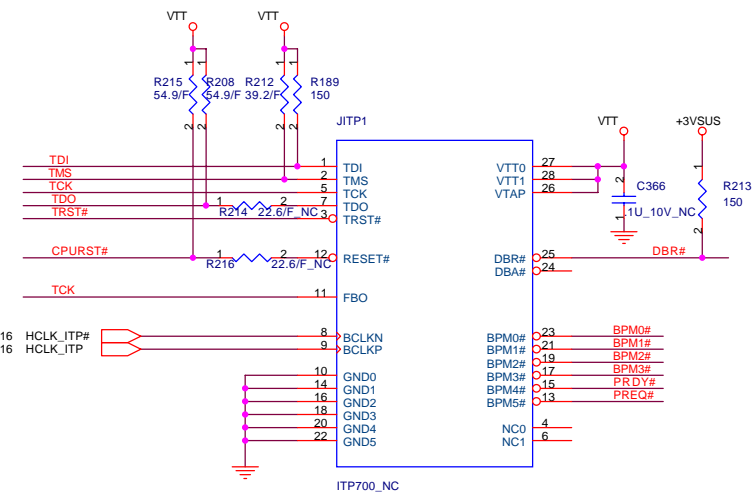 VTT
VTT
R215
54.9/F
R208
54.9/F
R212
39.2/F
R189
150
1
1
1
1
2
2
2
2
JITP1
VTT
+3VSUS
TDI
TMS
TCK
TDO
TRST#
1
2
5
7
3
TDI
TMS
TCK
TDO
TRST#
1
2
R214
22.6/F_NC
CPURST#
1
2
R216
22.6/F_NC
12
RESET#
TCK
11
FBO
16 HCLK_ITP#
16 HCLK_ITP
8
9
BCLKN
BCLKP
10
14
16
18
20
22
GND0
GND1
GND2
GND3
GND4
GND5
VTT0
VTT1
VTAP
27
28
26
2
C366
.1U_10V_NC
1
1
R213
150
2
DBR#
DBA#
25
24
DBR#
BPM0#
BPM1#
BPM2#
BPM3#
BPM4#
BPM5#
23
21
19
17
15
13
BPM0#
BPM1#
BPM2#
BPM3#
PRDY#
PREQ#
NC0
NC1
4
6
ITP700_NC